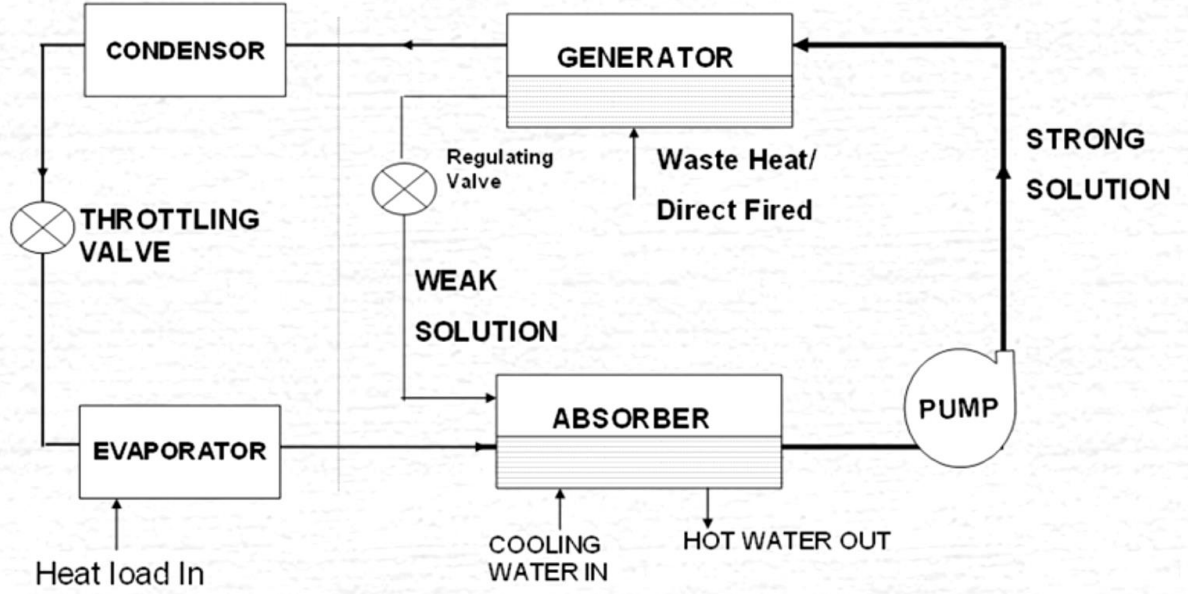 CONDENSOR
GENERATOR
Regulating
Valve
Waste Heat/
Direct Fired
STRONG
SOLUTION
THROTTLING
VALVE
WEAK
SOLUTION
ABSORBER
PUMP
EVAPORATOR
COOLING
WATER IN
HOT WATER OUT
Heat load In